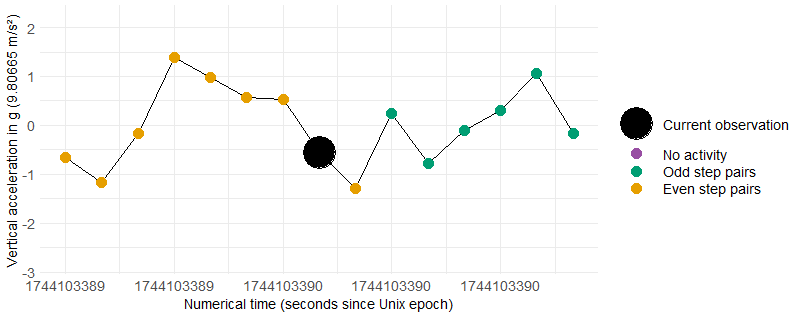 Vertical acceleration in g (9.80665 m/s²)
2
1
0
-1
-2
-3
1744103389 1744103389 1744103390 1744103390 1744103390
Numerical time (seconds since Unix epoch)
Current observation
No activity
Odd step pairs
Even step pairs